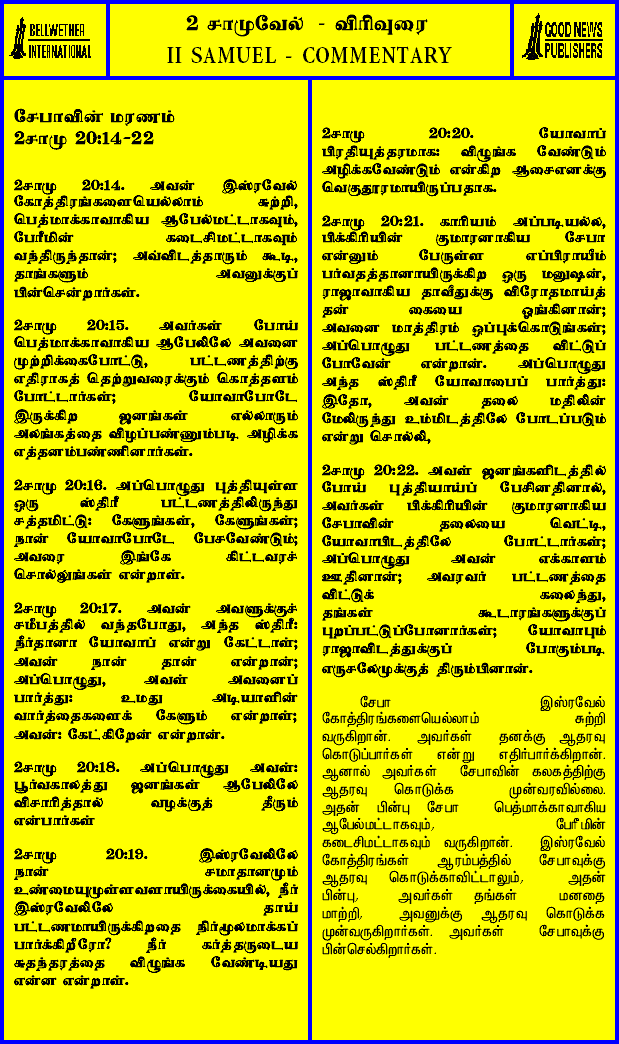 BELLWETHER
INTERNATIONAL
2 சாமுவேல் - விரிவுரை
II SAMUEL - COMMENTARY
GOOD NEWS
PUBLISHERS
சேபாவின் மரணம்
2சாமு 20:14-22
2சாமு 20:14. அவன் இஸ்ரவேல்
கோத்திரங்களையெல்லாம் சுற்றி,
பெத்மாக்காவாகிய ஆபேல்மட்டாகவும்,
பேரீமின் கடைசிமட்டாகவும்
வந்திருந்தான்; அவ்விடத்தாரும் கூடி,
தாங்களும் அவனுக்குப்
பின்சென்றார்கள்.
2சாமு 20:15. அவர்கள் போய்
பெத்மாக்காவாகிய ஆபேலிலே அவனை
முற்றிக்கைபோட்டு, பட்டணத்திற்கு
எதிராகத் தெற்றுவரைக்கும் கொத்தளம்
போட்டார்கள்; யோவாபோடே
இருக்கிற ஜனங்கள் எல்லாரும்
அலங்கத்தை விழப்பண்ணும்படி அழிக்க
எத்தனம்பண்ணினார்கள்.
2சாமு 20:16. அப்பொழுது புத்தியுள்ள
ஒரு ஸ்திரீ பட்டணத்திலிருந்து
சத்தமிட்டு: கேளுங்கள், கேளுங்கள்;
நான் யோவாபோடே பேசவேண்டும்;
அவரை இங்கே கிட்டவரச்
சொல்லுங்கள் என்றாள்.
2சாமு 20:17. அவன் அவளுக்குச்
சமீபத்தில் வந்தபோது, அந்த ஸ்திரீ:
நீர்தானா யோவாப் என்று கேட்டாள்;
அவன் நான் தான் என்றான்;
அப்பொழுது, அவள் அவனைப்
பார்த்து: உமது அடியாளின்
வார்த்தைகளைக் கேளும் என்றாள்;
அவன்: கேட்கிறேன் என்றான்.
2சாமு 20:18. அப்பொழுது அவள்:
பூர்வகாலத்து ஜனங்கள் ஆபேலிலே
விசாரித்தால் வழக்குத் தீரும்
என்பார்கள்
2சாமு 20:19. இஸ்ரவேலிலே
நான் சமாதானமும்
உண்மையுமுள்ளவளாயிருக்கையில், நீர்
இஸ்ரவேலிலே தாய்
பட்டணமாயிருக்கிறதை நிர்மூலமாக்கப்
பார்க்கிறீரோ? நீர் கர்த்தருடைய
சுதந்தரத்தை விழுங்க வேண்டியது
என்ன என்றாள்.
2சாமு 20:20. யோவாப்
பிரதியுத்தரமாக: விழுங்க வேண்டும்
அழிக்கவேண்டும் என்கிற ஆசைஎனக்கு
வெகுதூரமாயிருப்பதாக.
2சாமு 20:21. காரியம் அப்படியல்ல,
பிக்கிரியின் குமாரனாகிய சேபா
என்னும் பேருள்ள எப்பிராயீம்
பர்வதத்தானாயிருக்கிற ஒரு மனுஷன்,
ராஜாவாகிய தாவீதுக்கு விரோதமாய்த்
தன் கையை ஓங்கினான்;
அவனை மாத்திரம் ஒப்புக்கொடுங்கள்;
அப்பொழுது பட்டணத்தை விட்டுப்
போவேன் என்றான். அப்பொழுது
அந்த ஸ்திரீ யோவாபைப் பார்த்து:
இதோ, அவன் தலை மதிலின்
மேலிருந்து உம்மிடத்திலே போடப்படும்
என்று சொல்லி,
2சாமு 20:22. அவள் ஜனங்களிடத்தில்
போய் புத்தியாய்ப் பேசினதினால்,
அவர்கள் பிக்கிரியின் குமாரனாகிய
சேபாவின் தலையை வெட்டி,
யோவாபிடத்திலே போட்டார்கள்;
அப்பொழுது அவன் எக்காளம்
ஊதினான்; அவரவர் பட்டணத்தை
விட்டுக் கலைந்து,
தங்கள் கூடாரங்களுக்குப்
புறப்பட்டுப்போனார்கள்; யோவாபும்
ராஜாவிடத்துக்குப் போகும்படி
எருசலேமுக்குத் திரும்பினான்.
சேபா இஸ்ரவேல்
கோத்திரங்களையெல்லாம் சுற்றி
வருகிறான். அவர்கள் தனக்கு ஆதரவு
கொடுப்பார்கள் என்று எதிர்பார்க்கிறான்.
ஆனால் அவர்கள் சேபாவின் கலகத்திற்கு
ஆதரவு கொடுக்க முன்வரவில்லை.
அதன் பின்பு சேபா பெத்மாக்காவாகிய
ஆபேல்மட்டாகவும், பேரீமின்
கடைசிமட்டாகவும் வருகிறான். இஸ்ரவேல்
கோத்திரங்கள் ஆரம்பத்தில் சேபாவுக்கு
ஆதரவு கொடுக்காவிட்டாலும், அதன்
பின்பு, அவர்கள் தங்கள் மனதை
மாற்றி, அவனுக்கு ஆதரவு கொடுக்க
முன்வருகிறார்கள். அவர்கள் சேபாவுக்கு
பின்செல்கிறார்கள்.